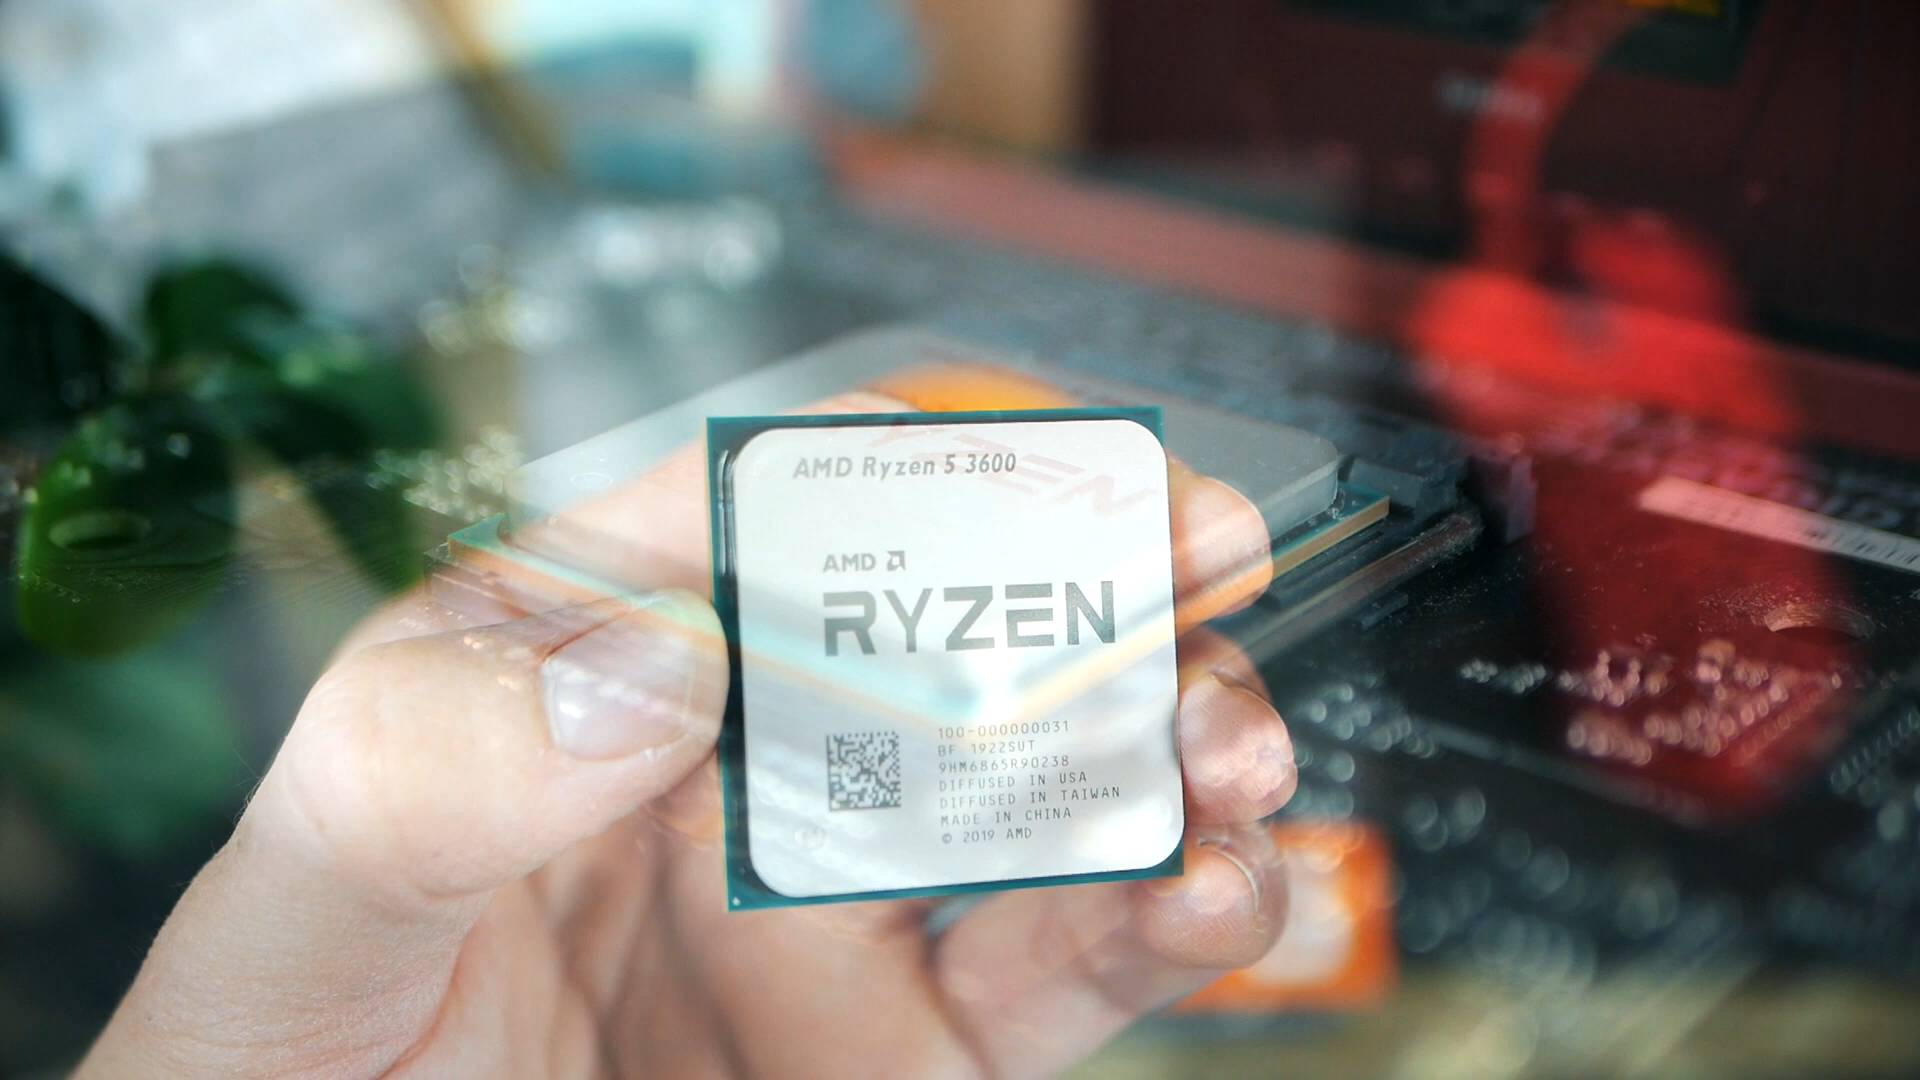 AMD Ryzen 5 3600
AMD
RYZEN
100-000000031
BF 1922SUT
9HM6865R90238
DIFFUSED IN USA
DIFFUSED IN TAIWAN
MADE IN CHINA
© 2019 AMD
RYZEN